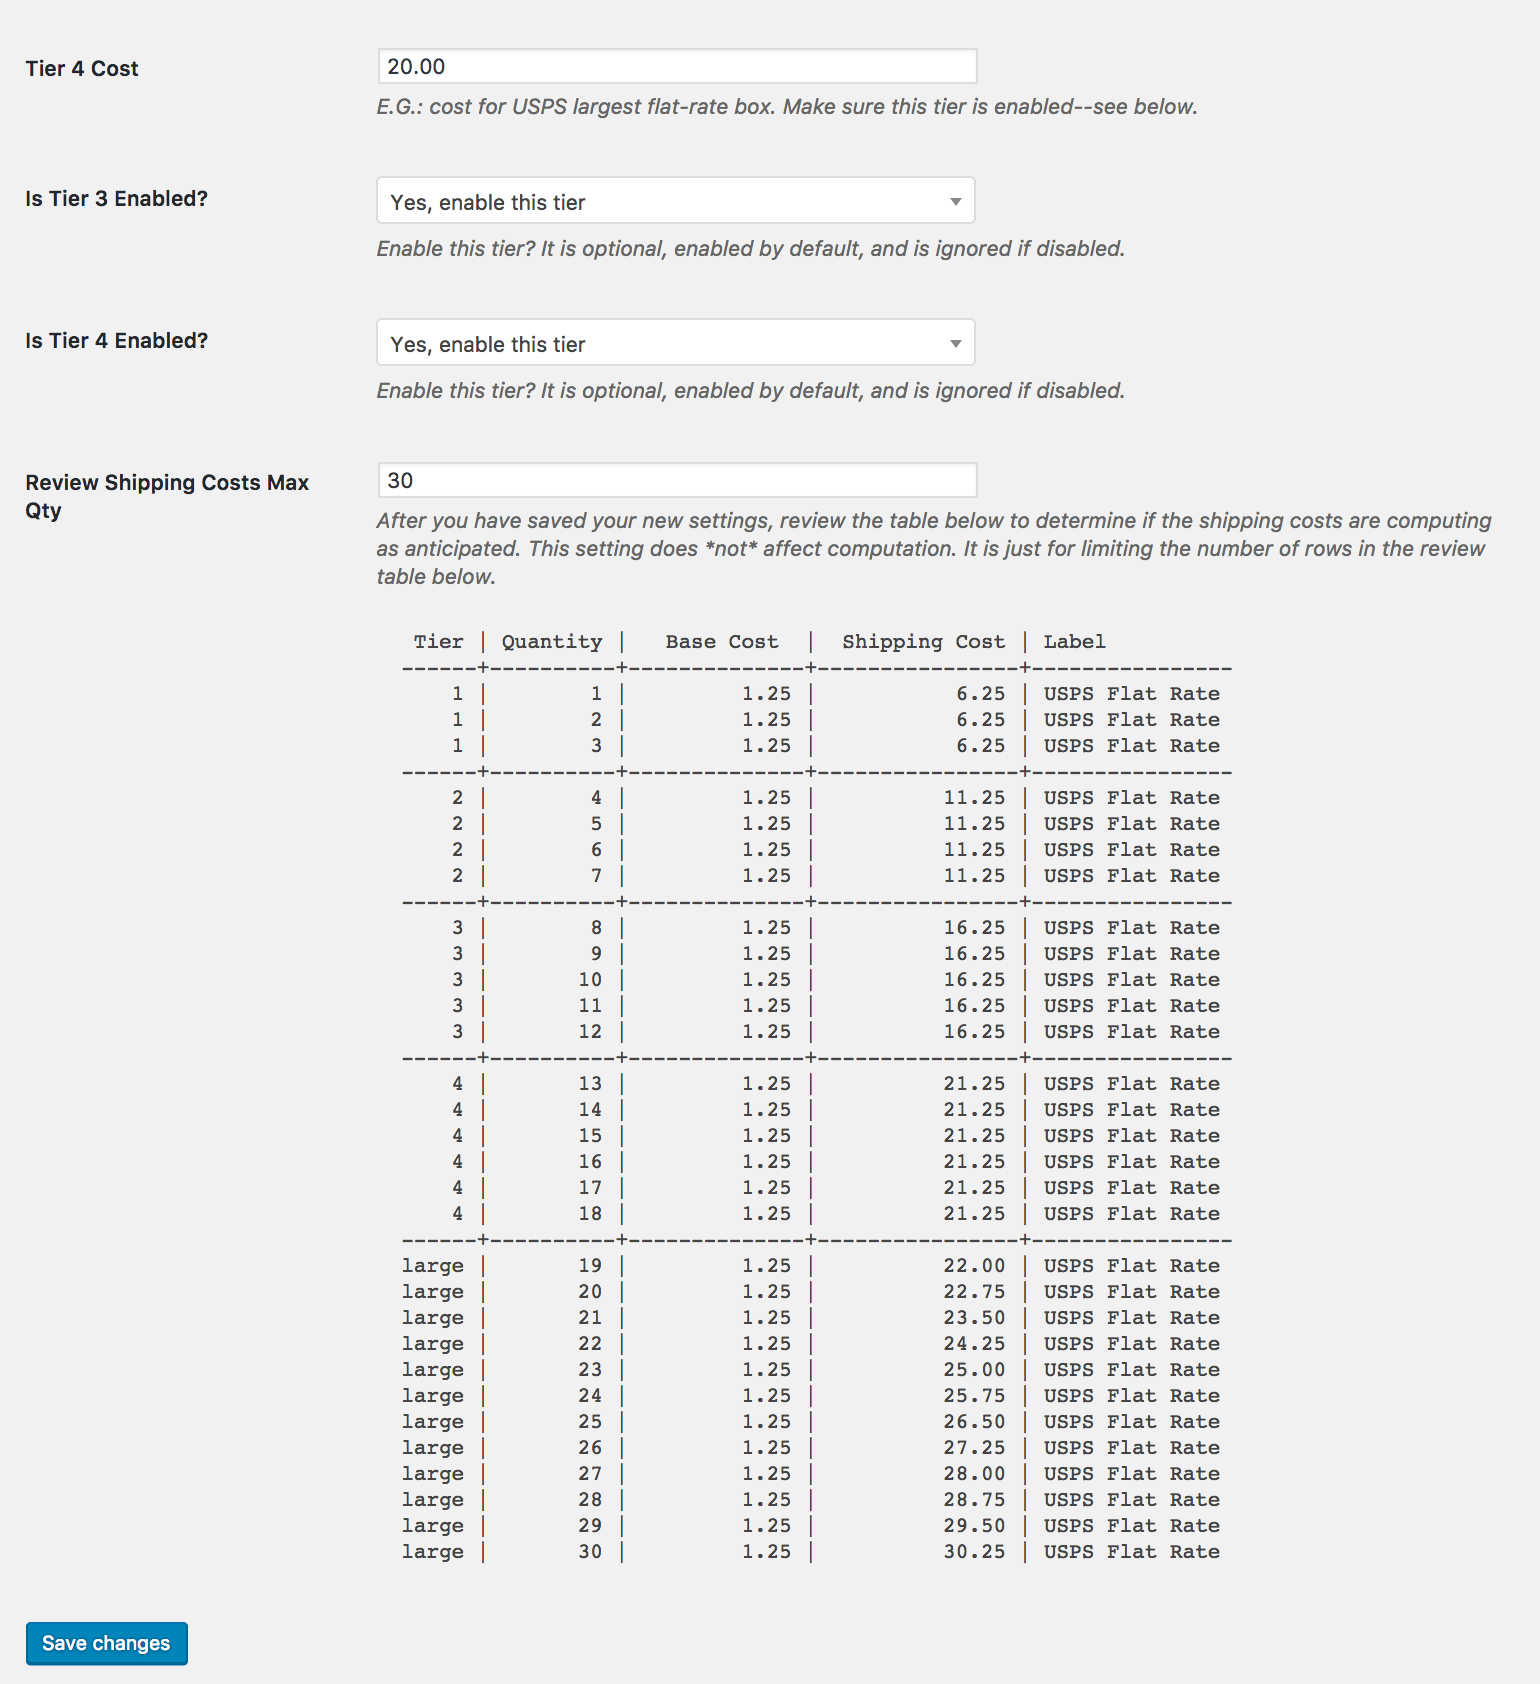 Tier 4 Cost
20.00
E.G.: cost for USPS largest flat-rate box. Make sure this tier is enabled--see below.
Is Tier 3 Enabled?
Yes, enable this tier
Enable this tier? It is optional, enabled by default, and is ignored if disabled.
Is Tier 4 Enabled?
Yes, enable this tier
Enable this tier? It is optional, enabled by default, and is ignored if disabled.
Review Shipping Costs Max
Qty
30
After you have saved your new settings, review the table below to determine if the shipping costs are computing
as anticipated. This setting does *not* affect computation. It is just for limiting the number of rows in the review
table below.
 Tier | Quantity |   Base Cost  |  Shipping Cost | Label
------+----------+--------------+----------------+----------------
    1 |        1 |         1.25 |           6.25 | USPS Flat Rate
    1 |        2 |         1.25 |           6.25 | USPS Flat Rate
    1 |        3 |         1.25 |           6.25 | USPS Flat Rate
------+----------+--------------+----------------+----------------
    2 |        4 |         1.25 |          11.25 | USPS Flat Rate
    2 |        5 |         1.25 |          11.25 | USPS Flat Rate
    2 |        6 |         1.25 |          11.25 | USPS Flat Rate
    2 |        7 |         1.25 |          11.25 | USPS Flat Rate
------+----------+--------------+----------------+----------------
    3 |        8 |         1.25 |          16.25 | USPS Flat Rate
    3 |        9 |         1.25 |          16.25 | USPS Flat Rate
    3 |       10 |         1.25 |          16.25 | USPS Flat Rate
    3 |       11 |         1.25 |          16.25 | USPS Flat Rate
    3 |       12 |         1.25 |          16.25 | USPS Flat Rate
------+----------+--------------+----------------+----------------
    4 |       13 |         1.25 |          21.25 | USPS Flat Rate
    4 |       14 |         1.25 |          21.25 | USPS Flat Rate
    4 |       15 |         1.25 |          21.25 | USPS Flat Rate
    4 |       16 |         1.25 |          21.25 | USPS Flat Rate
    4 |       17 |         1.25 |          21.25 | USPS Flat Rate
    4 |       18 |         1.25 |          21.25 | USPS Flat Rate
------+----------+--------------+----------------+----------------
large |       19 |         1.25 |          22.00 | USPS Flat Rate
large |       20 |         1.25 |          22.75 | USPS Flat Rate
large |       21 |         1.25 |          23.50 | USPS Flat Rate
large |       22 |         1.25 |          24.25 | USPS Flat Rate
large |       23 |         1.25 |          25.00 | USPS Flat Rate
large |       24 |         1.25 |          25.75 | USPS Flat Rate
large |       25 |         1.25 |          26.50 | USPS Flat Rate
large |       26 |         1.25 |          27.25 | USPS Flat Rate
large |       27 |         1.25 |          28.00 | USPS Flat Rate
large |       28 |         1.25 |          28.75 | USPS Flat Rate
large |       29 |         1.25 |          29.50 | USPS Flat Rate
large |       30 |         1.25 |          30.25 | USPS Flat Rate
Save changes